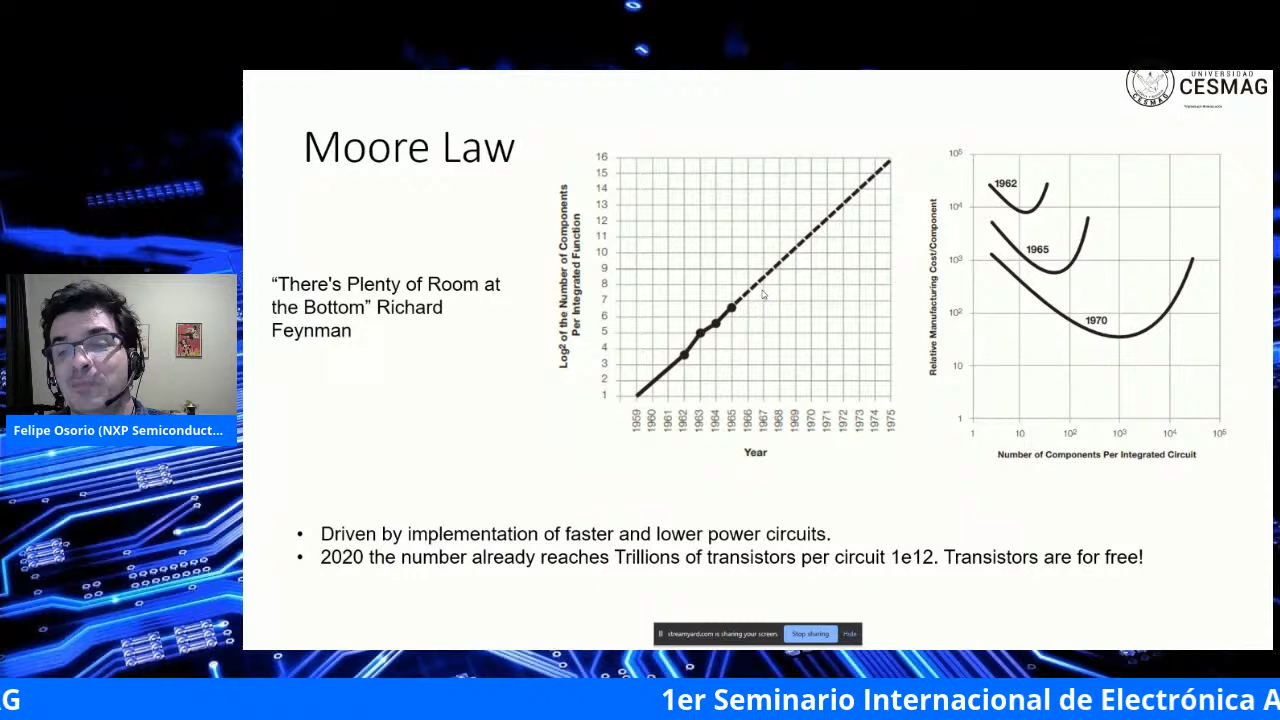 UNIVERSIDAD
CESMAG
Moore Law
“There's Plenty of Room at
the Bottom” Richard
Feynman
Log² of the Number of Components
Per Integrated Function
16
15
14
13
12
11
10
9
8
7
6
5
4
3
2
1
1959
1960
1961
1962
1963
1964
1965
1966
1967
1968
1969
1970
1971
1972
1973
1974
1975
Year
Relative Manufacturing Cost/Component
10⁵
10⁴
10³
10²
10
1
1962
1965
1970
1
10
10²
10³
10⁴
10⁵
Number of Components Per Integrated Circuit
• Driven by implementation of faster and lower power circuits.
• 2020 the number already reaches Trillions of transistors per circuit 1e12. Transistors are for free!
streamyard.com is sharing your screen.
Stop sharing
Hide
Felipe Osorio (NXP Semiconduct...
AG
1er Seminario Internacional de Electrónica A